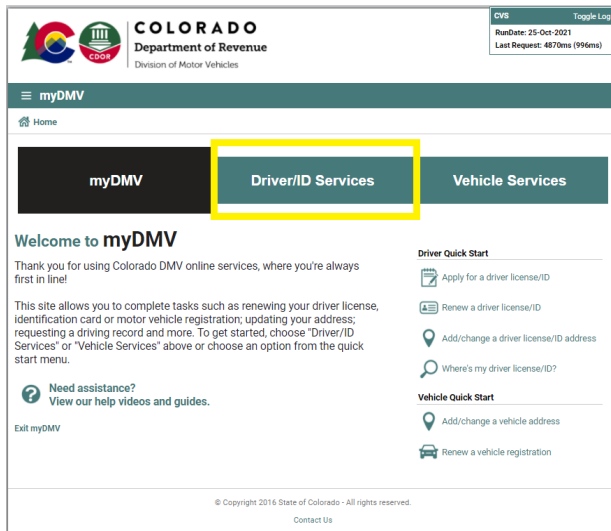 CDOR
COLORADO
Department of Revenue
Division of Motor Vehicles
CVS Toggle Log
RunDate: 25-Oct-2021
Last Request: 4870ms (996ms)
myDMV
Home
myDMV
Driver/ID Services
Vehicle Services
Welcome to myDMV
Thank you for using Colorado DMV online services, where you're always
first in line!
This site allows you to complete tasks such as renewing your driver license,
identification card or motor vehicle registration; updating your address;
requesting a driving record and more. To get started, choose "Driver/ID
Services" or "Vehicle Services" above or choose an option from the quick
start menu.
Need assistance?
View our help videos and guides.
Exit myDMV
Driver Quick Start
Apply for a driver license/ID
Renew a driver license/ID
Add/change a driver license/ID address
Where's my driver license/ID?
Vehicle Quick Start
Add/change a vehicle address
Renew a vehicle registration
© Copyright 2016 State of Colorado - All rights reserved.
Contact Us